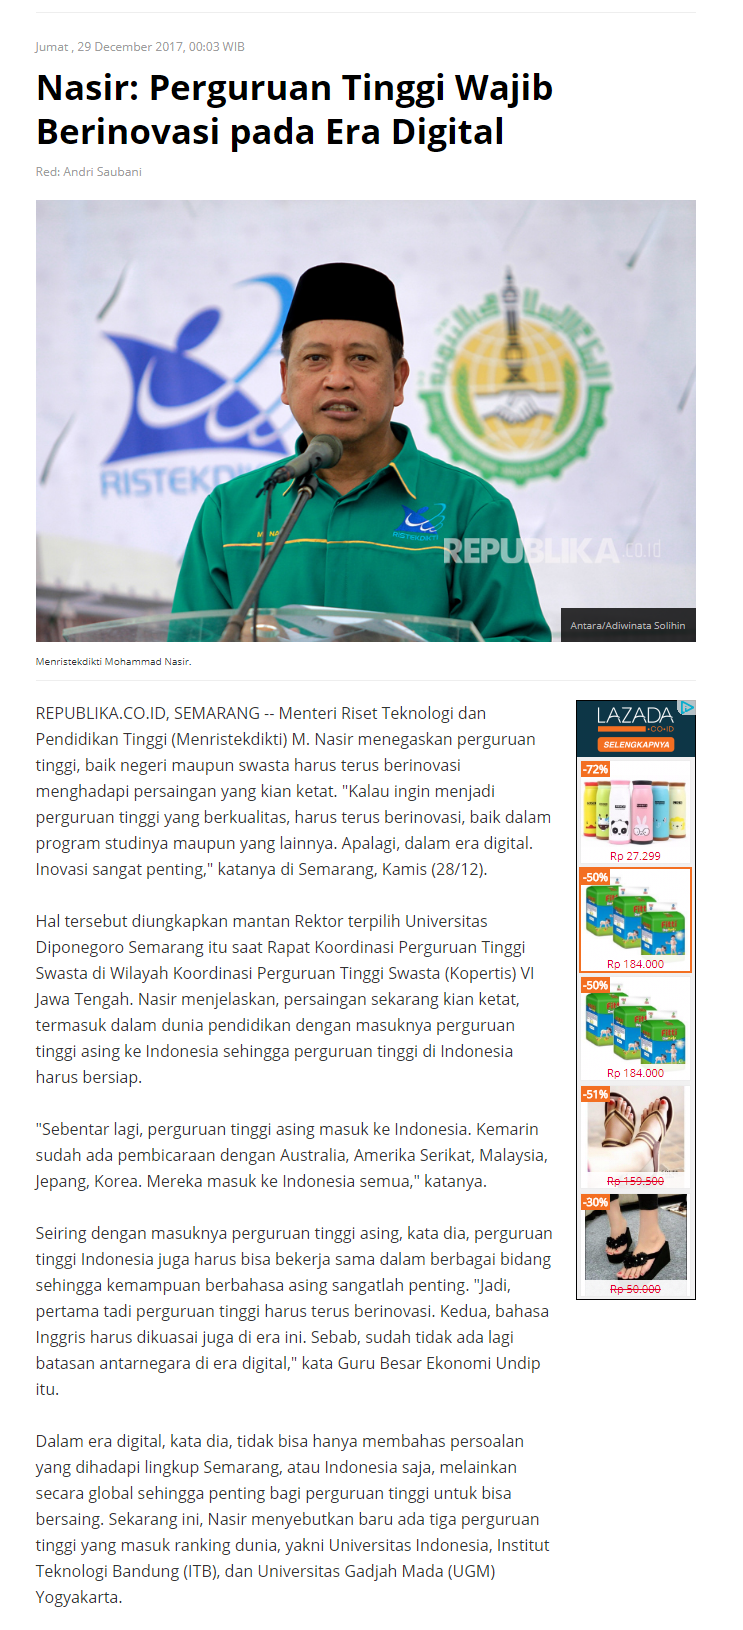 Jumat , 29 December 2017, 00:03 WIB
Nasir: Perguruan Tinggi Wajib
Berinovasi pada Era Digital
Red: Andri Saubani
RISTEKDIKTI
RISTEKDIKTI
REPUBLIKA.co.id
Antara/Adiwinata Solihin
Menristekdikti Mohammad Nasir.
REPUBLIKA.CO.ID, SEMARANG -- Menteri Riset Teknologi dan
Pendidikan Tinggi (Menristekdikti) M. Nasir menegaskan perguruan
tinggi, baik negeri maupun swasta harus terus berinovasi
menghadapi persaingan yang kian ketat. "Kalau ingin menjadi
perguruan tinggi yang berkualitas, harus terus berinovasi, baik dalam
program studinya maupun yang lainnya. Apalagi, dalam era digital.
Inovasi sangat penting," katanya di Semarang, Kamis (28/12).
Hal tersebut diungkapkan mantan Rektor terpilih Universitas
Diponegoro Semarang itu saat Rapat Koordinasi Perguruan Tinggi
Swasta di Wilayah Koordinasi Perguruan Tinggi Swasta (Kopertis) VI
Jawa Tengah. Nasir menjelaskan, persaingan sekarang kian ketat,
termasuk dalam dunia pendidikan dengan masuknya perguruan
tinggi asing ke Indonesia sehingga perguruan tinggi di Indonesia
harus bersiap.
"Sebentar lagi, perguruan tinggi asing masuk ke Indonesia. Kemarin
sudah ada pembicaraan dengan Australia, Amerika Serikat, Malaysia,
Jepang, Korea. Mereka masuk ke Indonesia semua," katanya.
Seiring dengan masuknya perguruan tinggi asing, kata dia, perguruan
tinggi Indonesia juga harus bisa bekerja sama dalam berbagai bidang
sehingga kemampuan berbahasa asing sangatlah penting. "Jadi,
pertama tadi perguruan tinggi harus terus berinovasi. Kedua, bahasa
Inggris harus dikuasai juga di era ini. Sebab, sudah tidak ada lagi
batasan antarnegara di era digital," kata Guru Besar Ekonomi Undip
itu.
Dalam era digital, kata dia, tidak bisa hanya membahas persoalan
yang dihadapi lingkup Semarang, atau Indonesia saja, melainkan
secara global sehingga penting bagi perguruan tinggi untuk bisa
bersaing. Sekarang ini, Nasir menyebutkan baru ada tiga perguruan
tinggi yang masuk ranking dunia, yakni Universitas Indonesia, Institut
Teknologi Bandung (ITB), dan Universitas Gadjah Mada (UGM)
Yogyakarta.
LAZADA
.CO.ID
SELENGKAPNYA
-72%
Rp 27.299
-50%
Fitti
Rp 184.000
-50%
Fitti
Rp 184.000
-51%
Rp 159.500
-30%
Rp 50.000